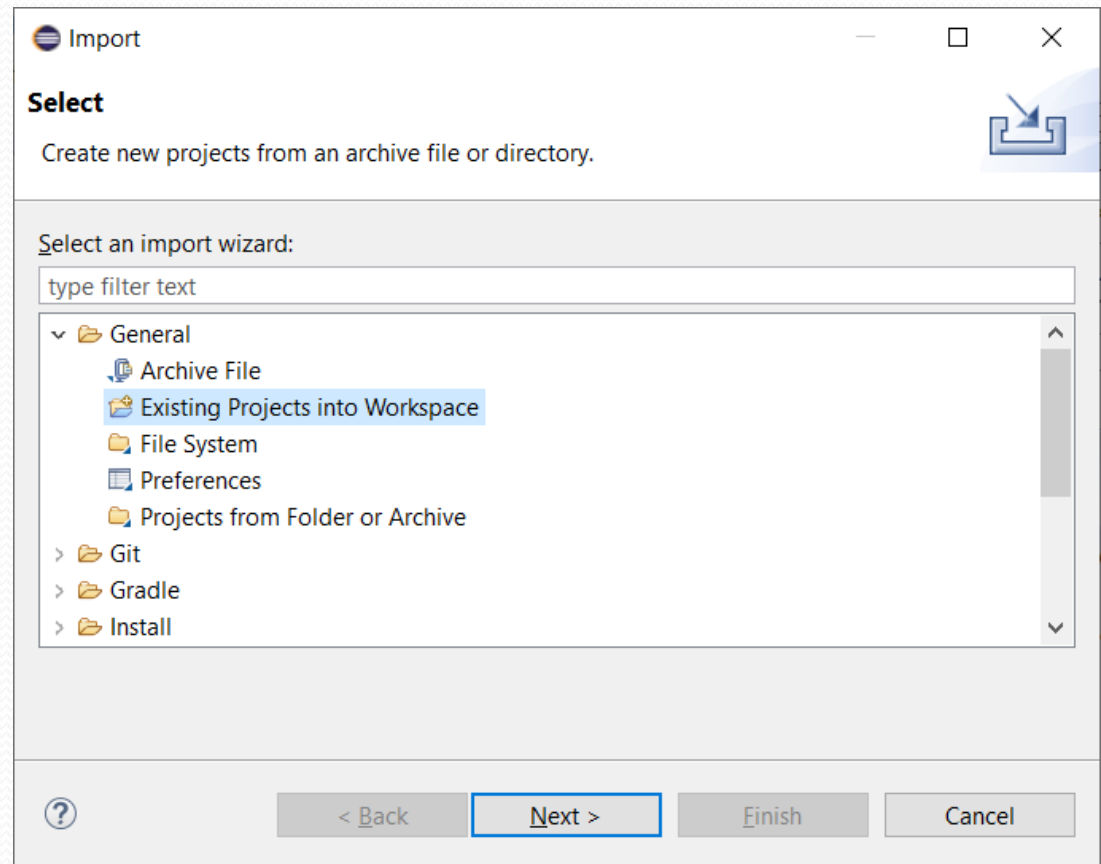 Import
Select
Create new projects from an archive file or directory.
Select an import wizard:
type filter text
General
Archive File
Existing Projects into Workspace
File System
Preferences
Projects from Folder or Archive
Git
Gradle
Install
? < Back Next > Finish Cancel